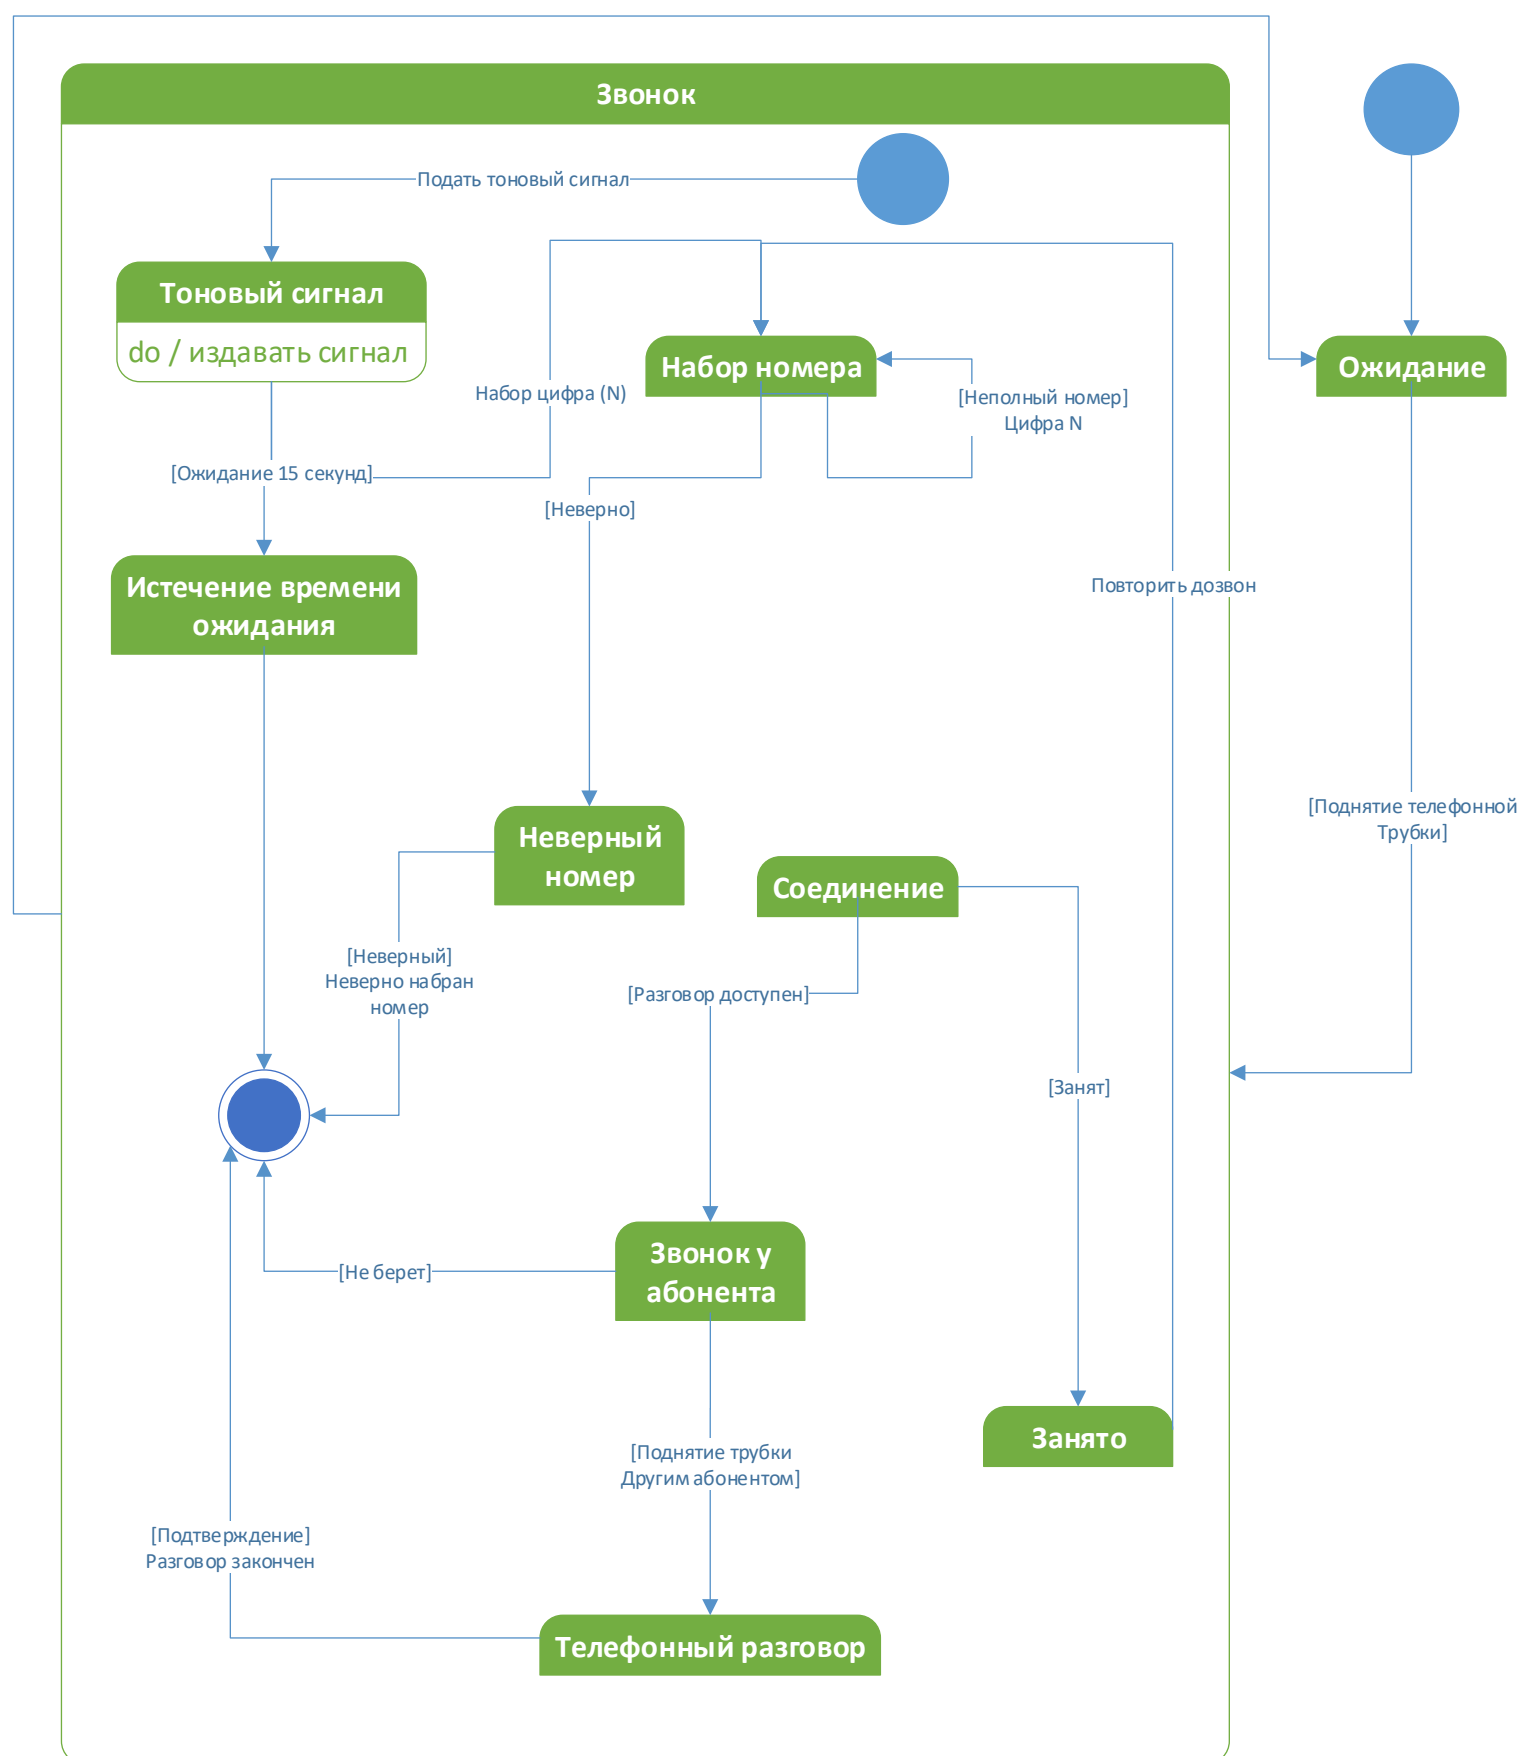 Звонок
Подать тоновый сигнал
Тоновый сигнал
do / издавать сигнал
Набор номера
Ожидание
Набор цифра (N)
[Неполный номер]
Цифра N
[Ожидание 15 секунд]
[Неверно]
Истечение времени
ожидания
Повторить дозвон
[Поднятие телефонной
Трубки]
Неверный
номер
Соединение
[Неверный]
Неверно набран
номер
[Разговор доступен]
[Занят]
Звонок у
абонента
[Не берет]
Занято
[Поднятие трубки
Другим абонентом]
[Подтверждение]
Разговор закончен
Телефонный разговор